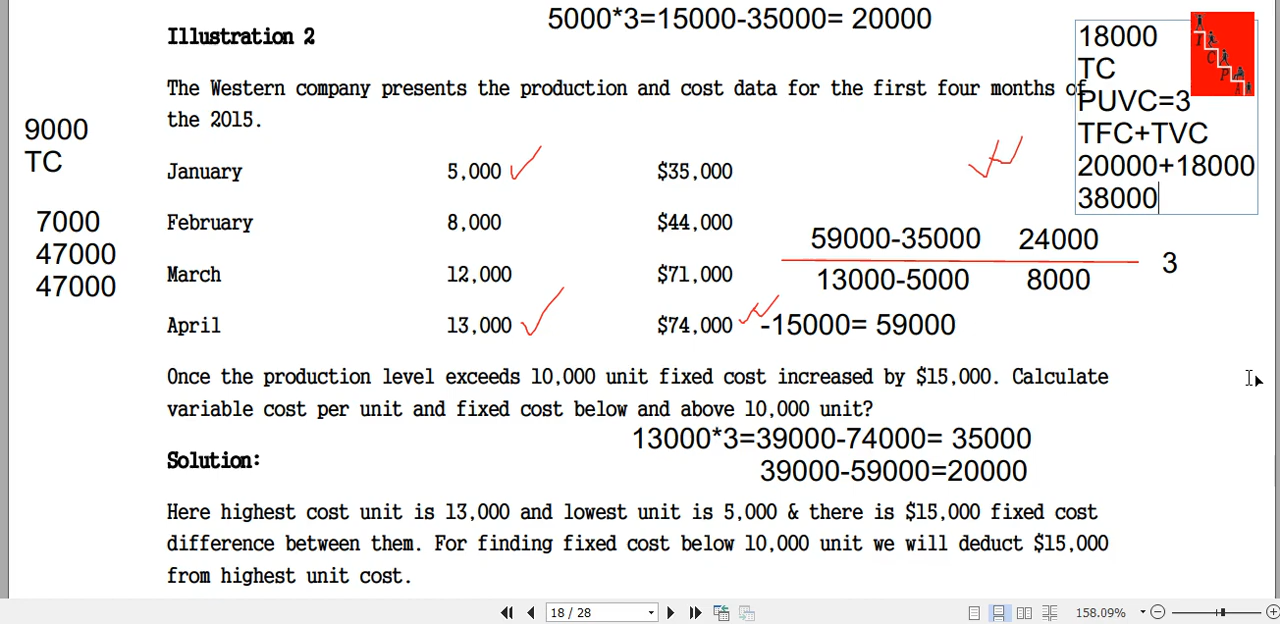 5000*3=15000-35000= 20000
Illustration 2
18000
TC
PUVC=3
TFC+TVC
20000+18000
38000
I
C
P
A
The Western company presents the production and cost data for the first four months of
the 2015.
9000
TC
January 5,000 $35,000
7000
47000
47000
February 8,000 $44,000
59000-35000 24000
13000-5000 8000
3
March 12,000 $71,000
April 13,000 $74,000 -15000= 59000
Once the production level exceeds 10,000 unit fixed cost increased by $15,000. Calculate
variable cost per unit and fixed cost below and above 10,000 unit?
13000*3=39000-74000= 35000
39000-59000=20000
Solution:
Here highest cost unit is 13,000 and lowest unit is 5,000 & there is $15,000 fixed cost
difference between them. For finding fixed cost below 10,000 unit we will deduct $15,000
from highest unit cost.
18 / 28
158.09%